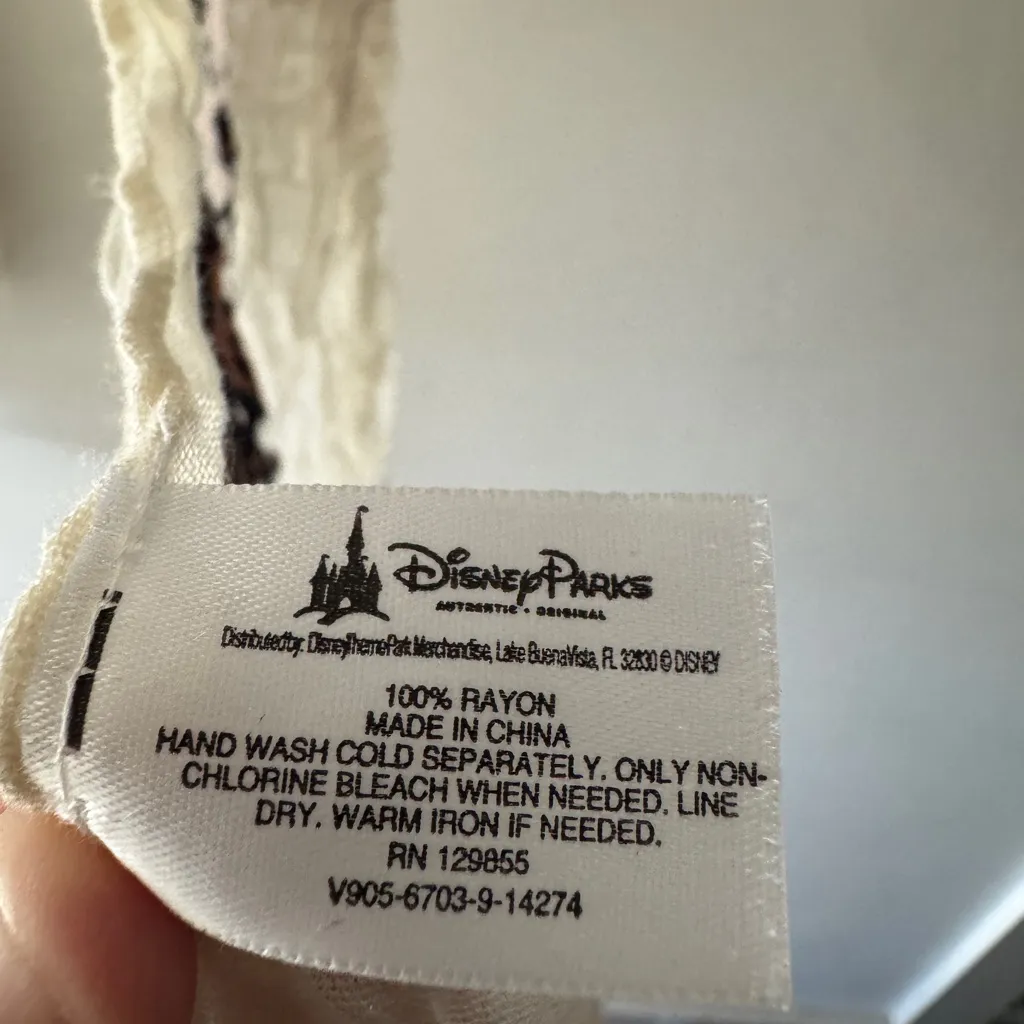 Disney Parks
AUTHENTIC • ORIGINAL
Distributed by: Disney Theme Park Merchandise, Lake Buena Vista, FL 32830 © DISNEY
100% RAYON
MADE IN CHINA
HAND WASH COLD SEPARATELY. ONLY NON-
CHLORINE BLEACH WHEN NEEDED. LINE
DRY. WARM IRON IF NEEDED.
RN 129855
V905-6703-9-14274